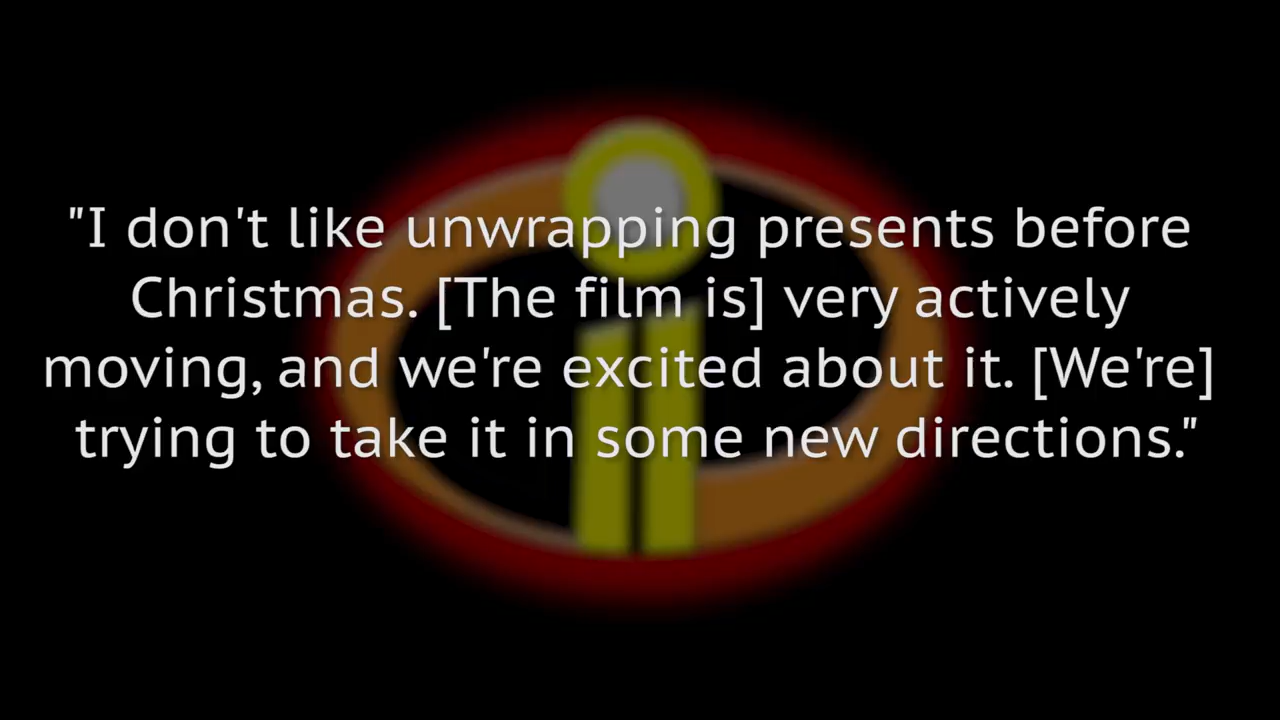 "I don't like unwrapping presents before
Christmas. [The film is] very actively
moving, and we're excited about it. [We're]
trying to take it in some new directions."